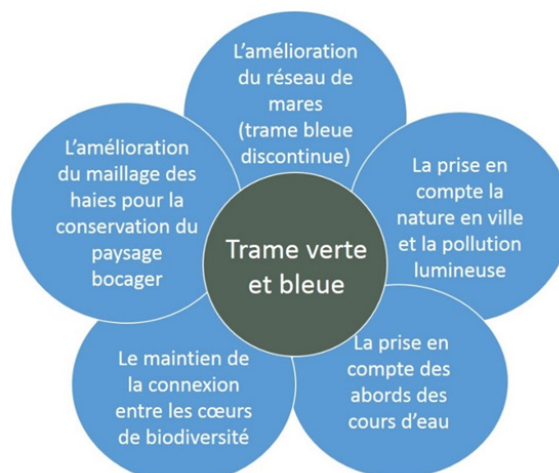 L'amélioration
du réseau de
mares
(trame bleue
discontinue)
La prise en
compte la
nature en ville
et la pollution
lumineuse
La prise en
compte des
abords des
cours d'eau
Le maintien de
la connexion
entre les cœurs
de biodiversité
L'amélioration
du maillage des
haies pour la
conservation du
paysage
bocager
Trame verte
et bleue